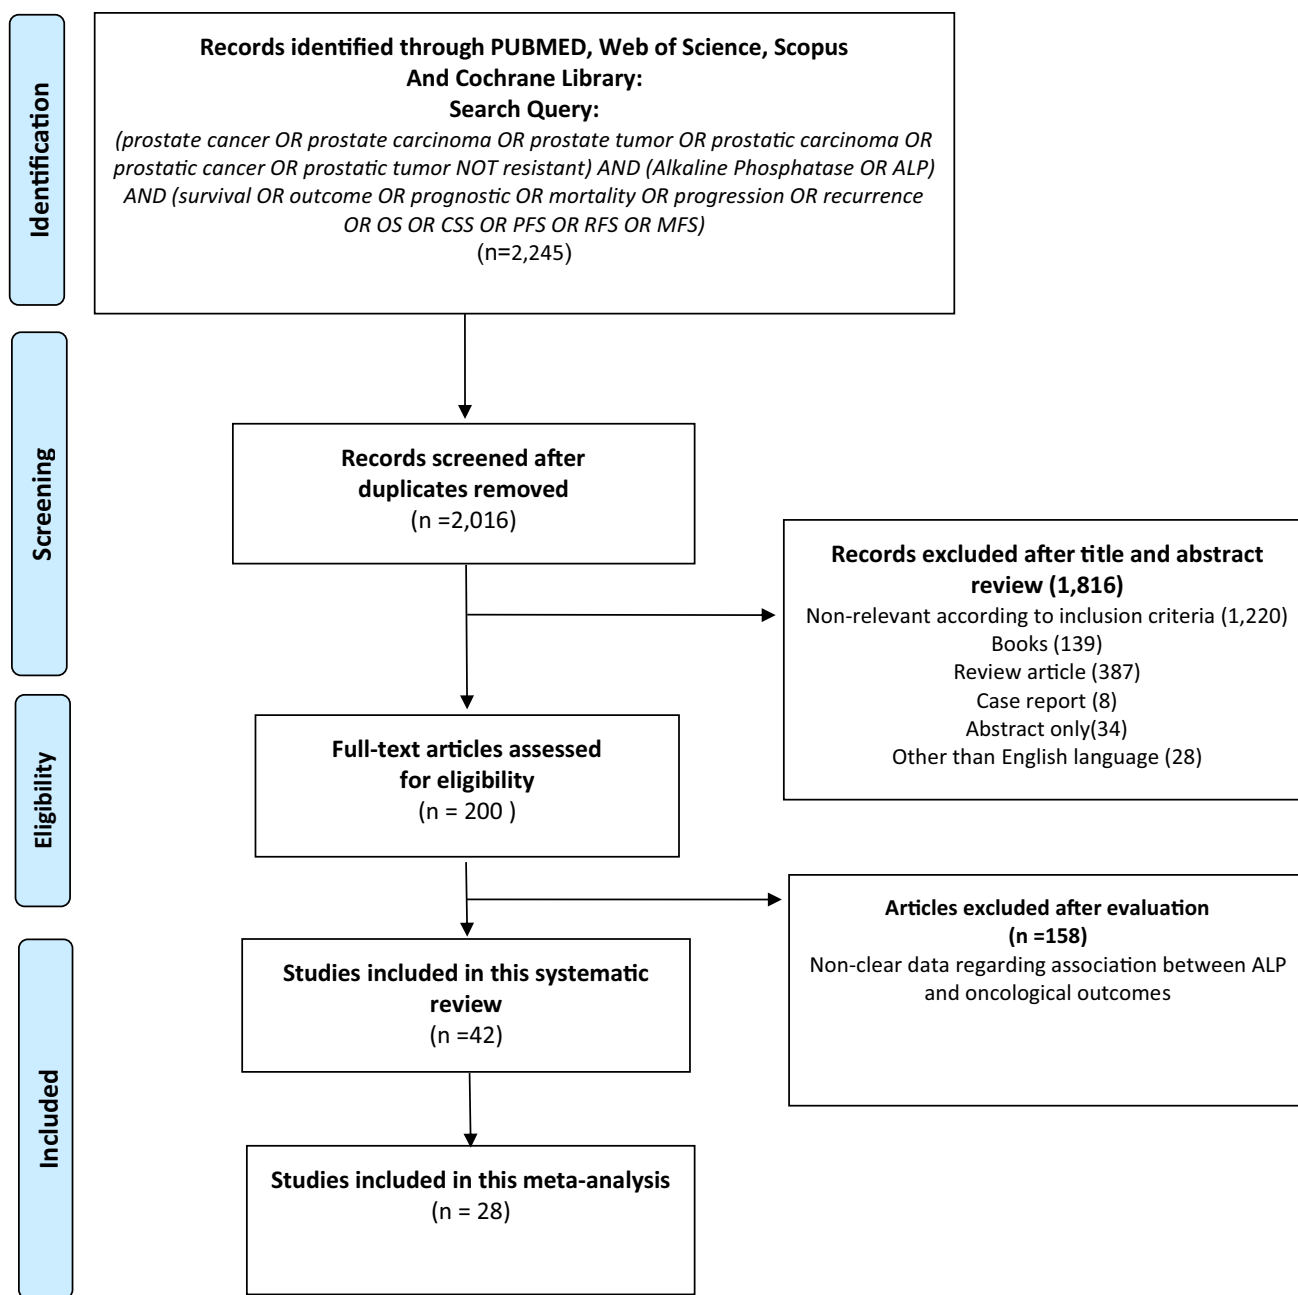 Identification
Records identified through PUBMED, Web of Science, Scopus
And Cochrane Library:
Search Query:
(prostate cancer OR prostate carcinoma OR prostate tumor OR prostatic carcinoma OR
prostatic cancer OR prostatic tumor NOT resistant) AND (Alkaline Phosphatase OR ALP)
AND (survival OR outcome OR prognostic OR mortality OR progression OR recurrence
OR OS OR CSS OR PFS OR RFS OR MFS)
(n=2,245)
Screening
Records screened after
duplicates removed
(n =2,016)
Records excluded after title and abstract
review (1,816)
Non-relevant according to inclusion criteria (1,220)
Books (139)
Review article (387)
Case report (8)
Abstract only(34)
Other than English language (28)
Eligibility
Full-text articles assessed
for eligibility
(n = 200 )
Articles excluded after evaluation
(n =158)
Non-clear data regarding association between ALP
and oncological outcomes
Included
Studies included in this systematic
review
(n =42)
Studies included in this meta-analysis
(n = 28)